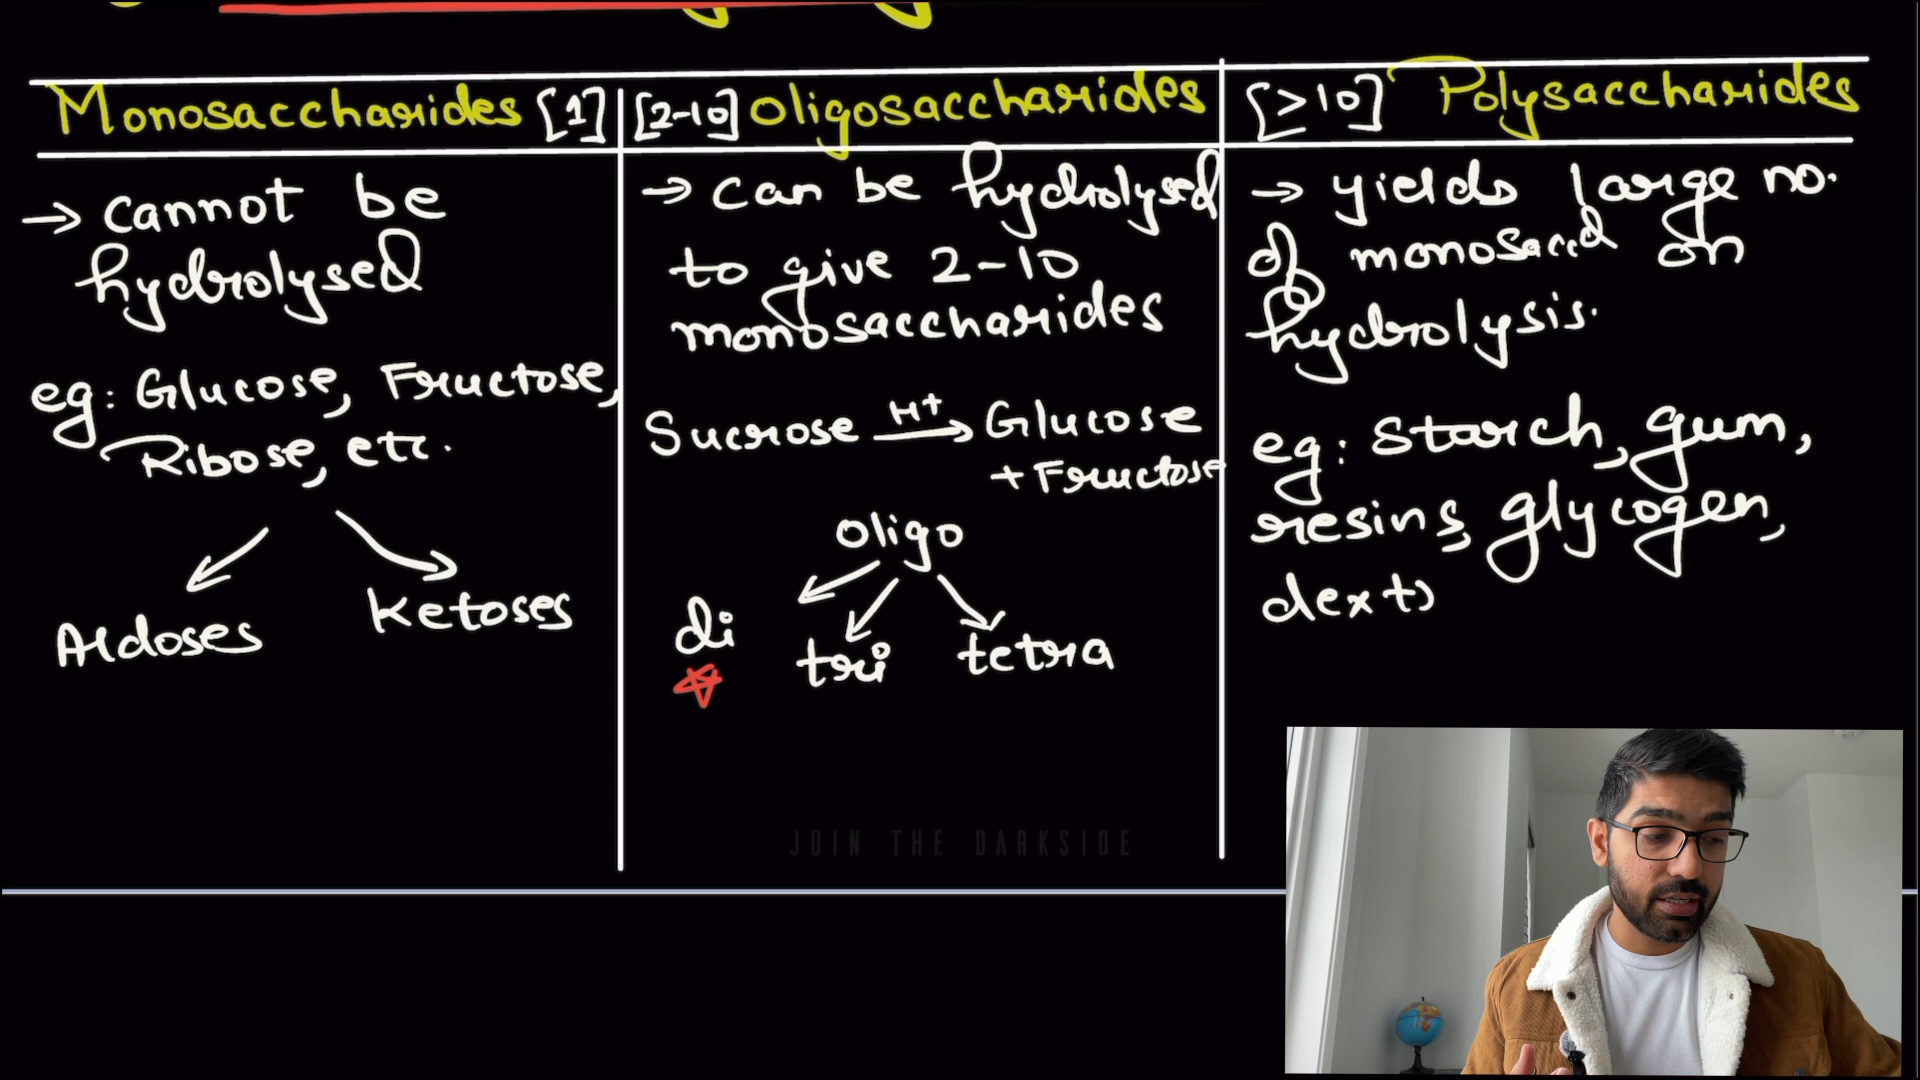 Monosaccharides [1]
→ cannot be
hydrolysed
eg: Glucose, Fructose,
Ribose, etc.
Aldoses
Ketoses
[2-10] Oligosaccharides
→ can be hydrolysed
to give 2-10
monosaccharides
Sucrose H+ → Glucose
+ Fructose
oligo
di
tri
tetra
[>10] Polysaccharides
→ yields large no.
of monosaccd on
hydrolysis.
eg: starch, gum,
resins, glycogen,
JOIN THE DARKSIDE